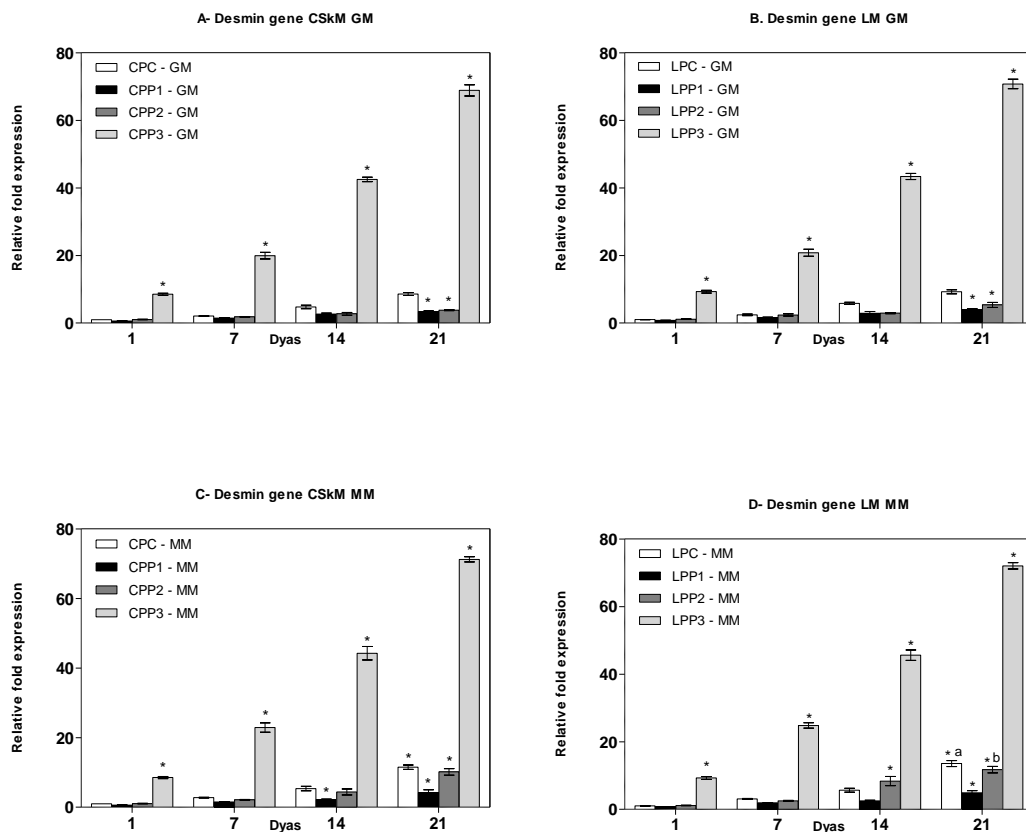 A- Desmin gene CSkM GM
Relative fold expression
80
60
40
20
0
CPC - GM
CPP1 - GM
CPP2 - GM
CPP3 - GM
* * * * * *
1 7 Dyas 14 21
B. Desmin gene LM GM
Relative fold expression
80
60
40
20
0
LPC - GM
LPP1 - GM
LPP2 - GM
LPP3 - GM
* * * * * *
1 7 Dyas 14 21
C- Desmin gene CSkM MM
Relative fold expression
80
60
40
20
0
CPC - MM
CPP1 - MM
CPP2 - MM
CPP3 - MM
* * * * * * * *
1 7 Dyas 14 21
D- Desmin gene LM MM
Relative fold expression
80
60
40
20
0
LPC - MM
LPP1 - MM
LPP2 - MM
LPP3 - MM
* * * * * a * * b *
1 7 Dyas 14 21